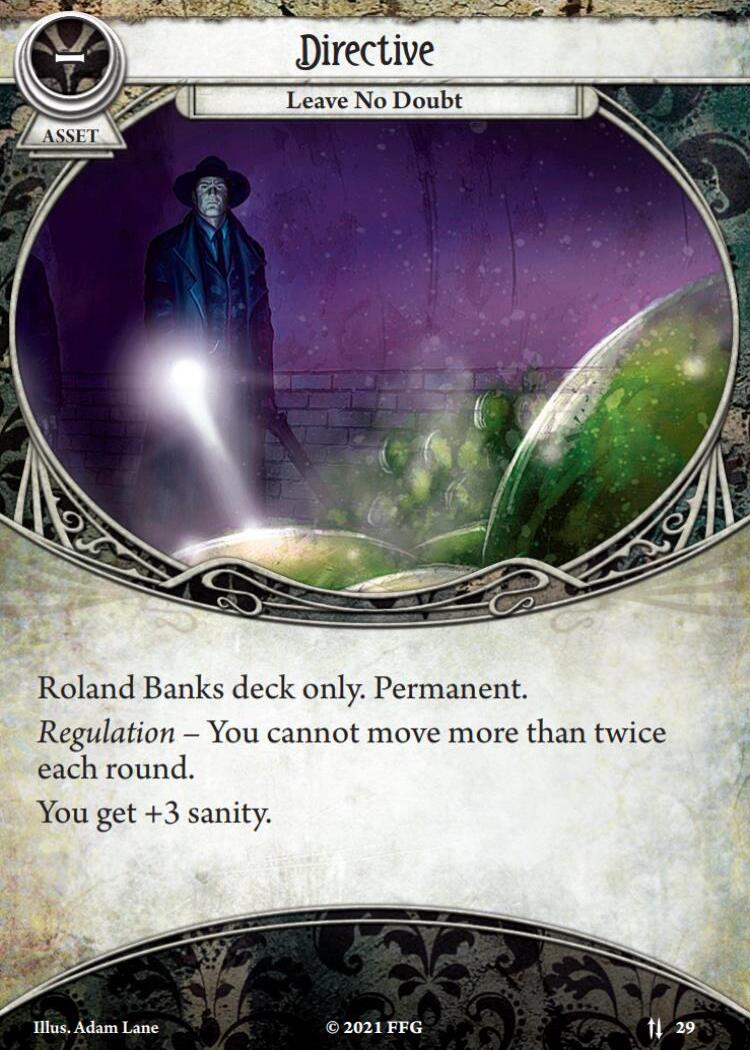 Directive
Leave No Doubt
–
ASSET
Roland Banks deck only. Permanent.
Regulation – You cannot move more than twice
each round.
You get +3 sanity.
Illus. Adam Lane
© 2021 FFG
29